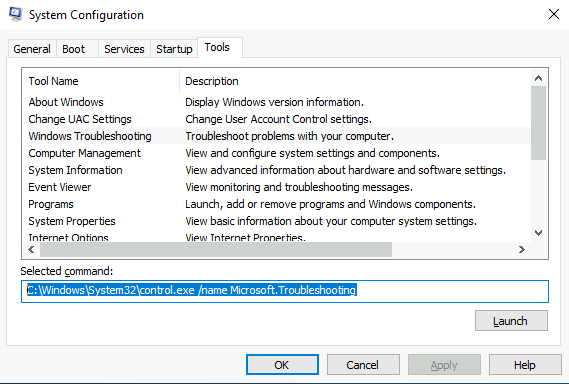 System Configuration
General Boot Services Startup Tools
Tool Name Description
About Windows Display Windows version information.
Change UAC Settings Change User Account Control settings.
Windows Troubleshooting Troubleshoot problems with your computer.
Computer Management View and configure system settings and components.
System Information View advanced information about hardware and software settings.
Event Viewer View monitoring and troubleshooting messages.
Programs Launch, add or remove programs and Windows components.
System Properties View basic information about your computer system settings.
Internet Options View Internet Properties.
Selected command:
C:\Windows\System32\control.exe /name Microsoft.Troubleshooting
Launch
OK Cancel Apply Help